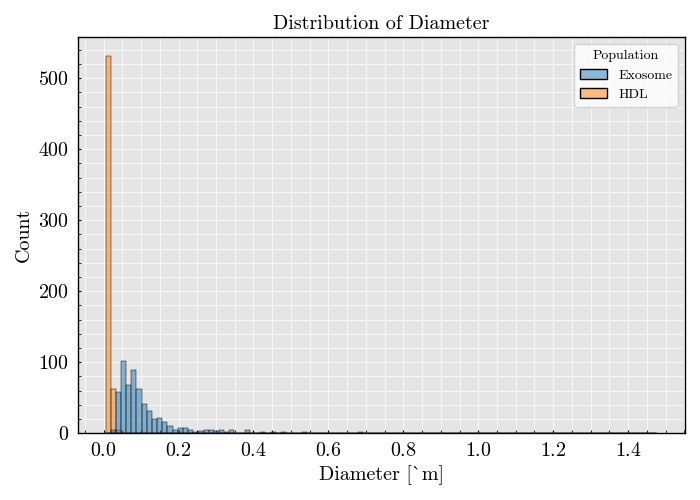 Distribution of Diameter
Population
Exosome
HDL
Count
500
400
300
200
100
0
0.0 0.2 0.4 0.6 0.8 1.0 1.2 1.4
Diameter [`m]